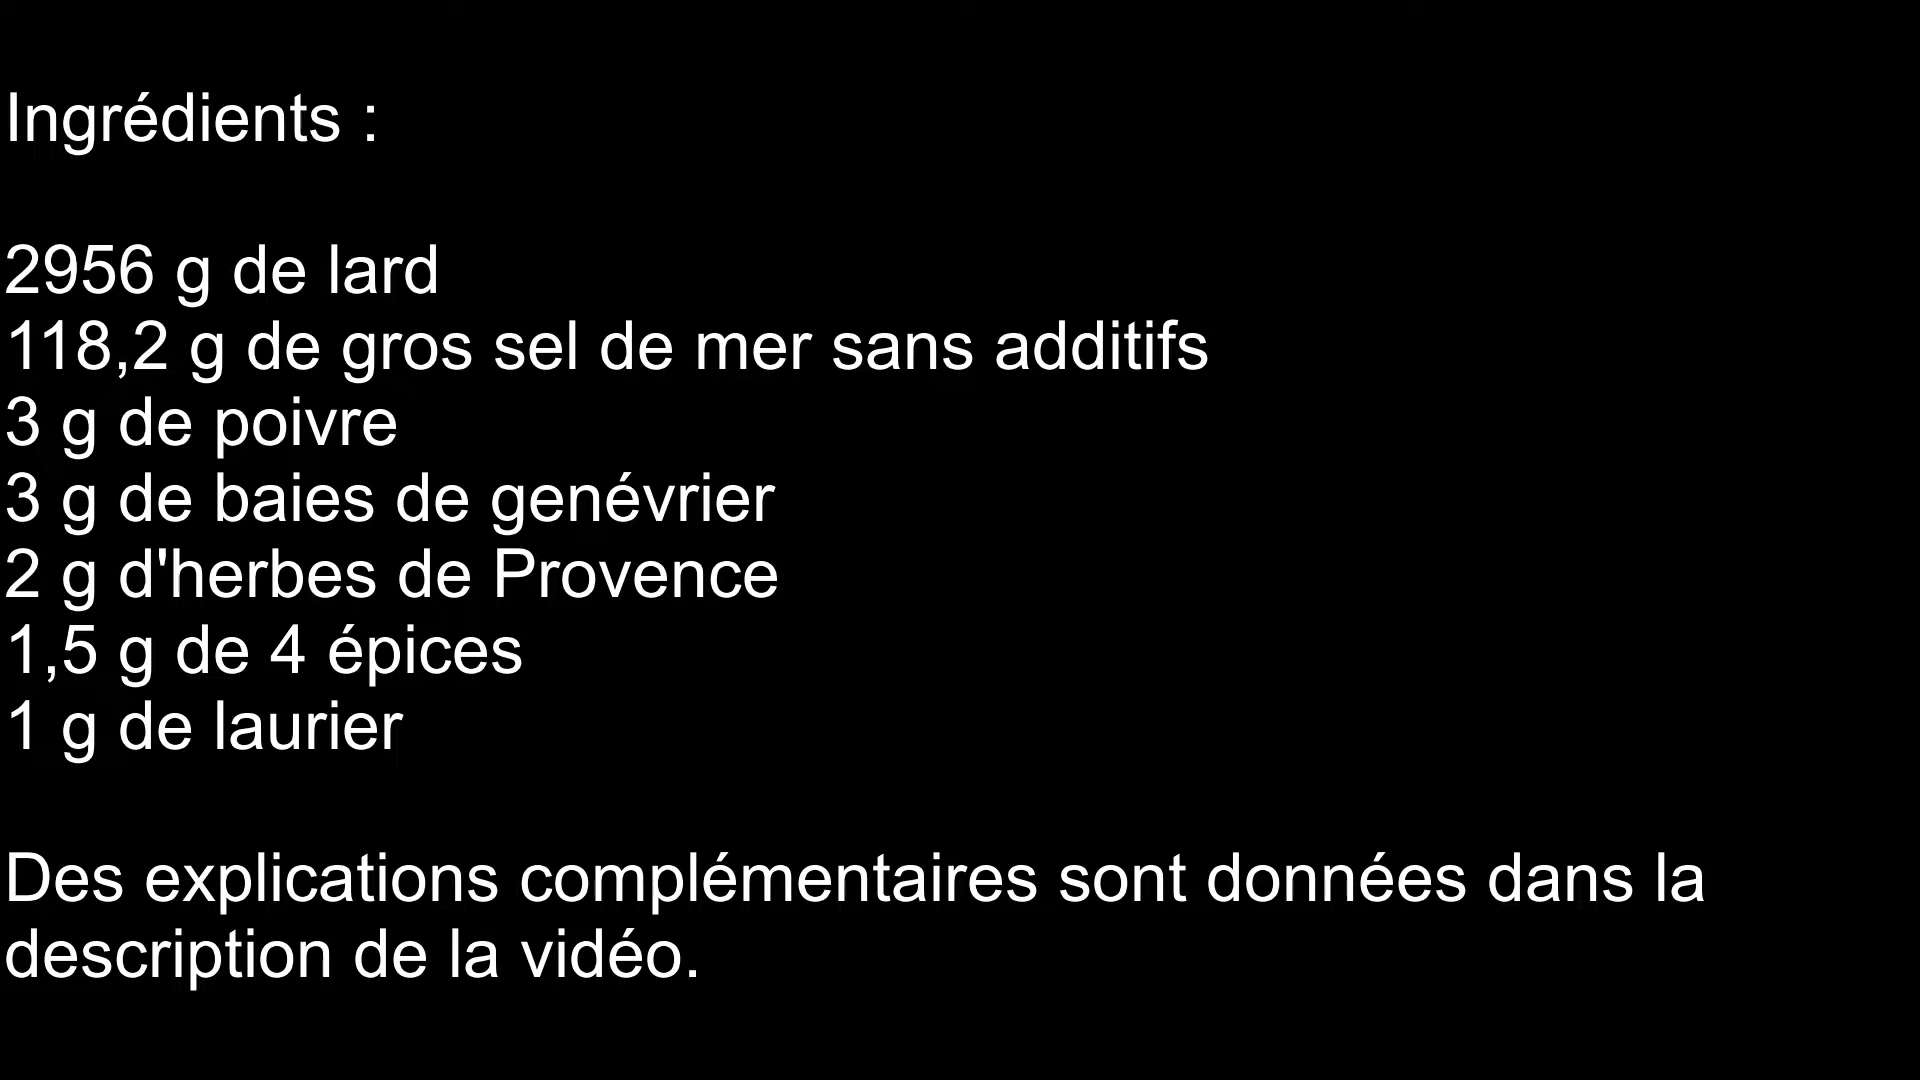 Ingrédients :
2956 g de lard
118,2 g de gros sel de mer sans additifs
3 g de poivre
3 g de baies de genévrier
2 g d'herbes de Provence
1,5 g de 4 épices
1 g de laurier
Des explications complémentaires sont données dans la
description de la vidéo.